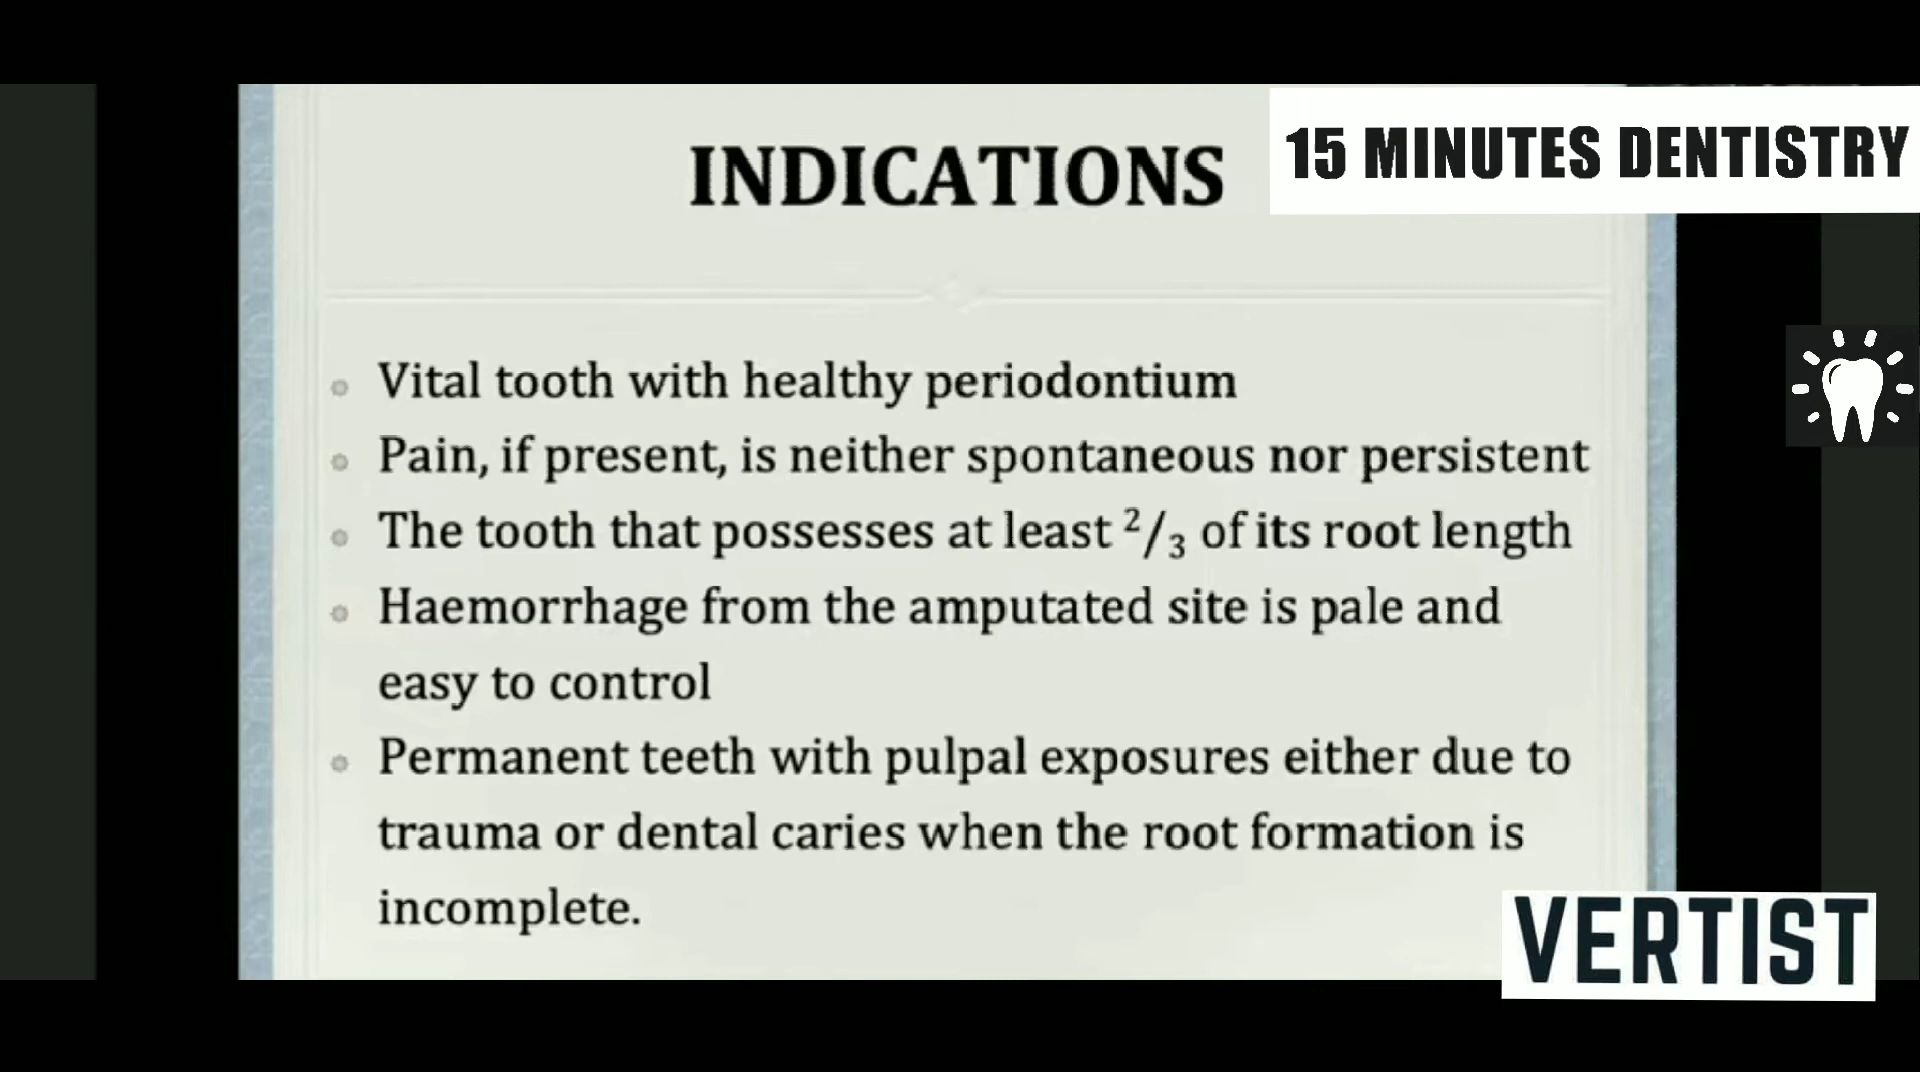 INDICATIONS
15 MINUTES DENTISTRY
Vital tooth with healthy periodontium
Pain, if present, is neither spontaneous nor persistent
The tooth that possesses at least 2/3 of its root length
Haemorrhage from the amputated site is pale and
easy to control
Permanent teeth with pulpal exposures either due to
trauma or dental caries when the root formation is
incomplete.
VERTIST